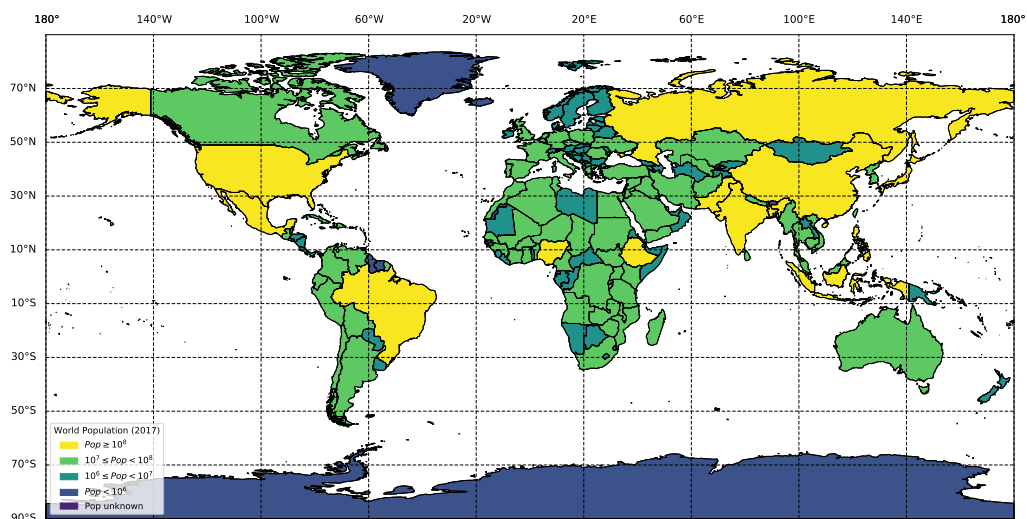 180° 140°W 100°W 60°W 20°W 20°E 60°E 100°E 140°E 180°
70°N
50°N
30°N
10°N
10°S
30°S
50°S
70°S
90°S
World Population (2017)
Pop ≥ 10⁸
10⁷ ≤ Pop < 10⁸
10⁶ ≤ Pop < 10⁷
Pop < 10⁶
Pop unknown